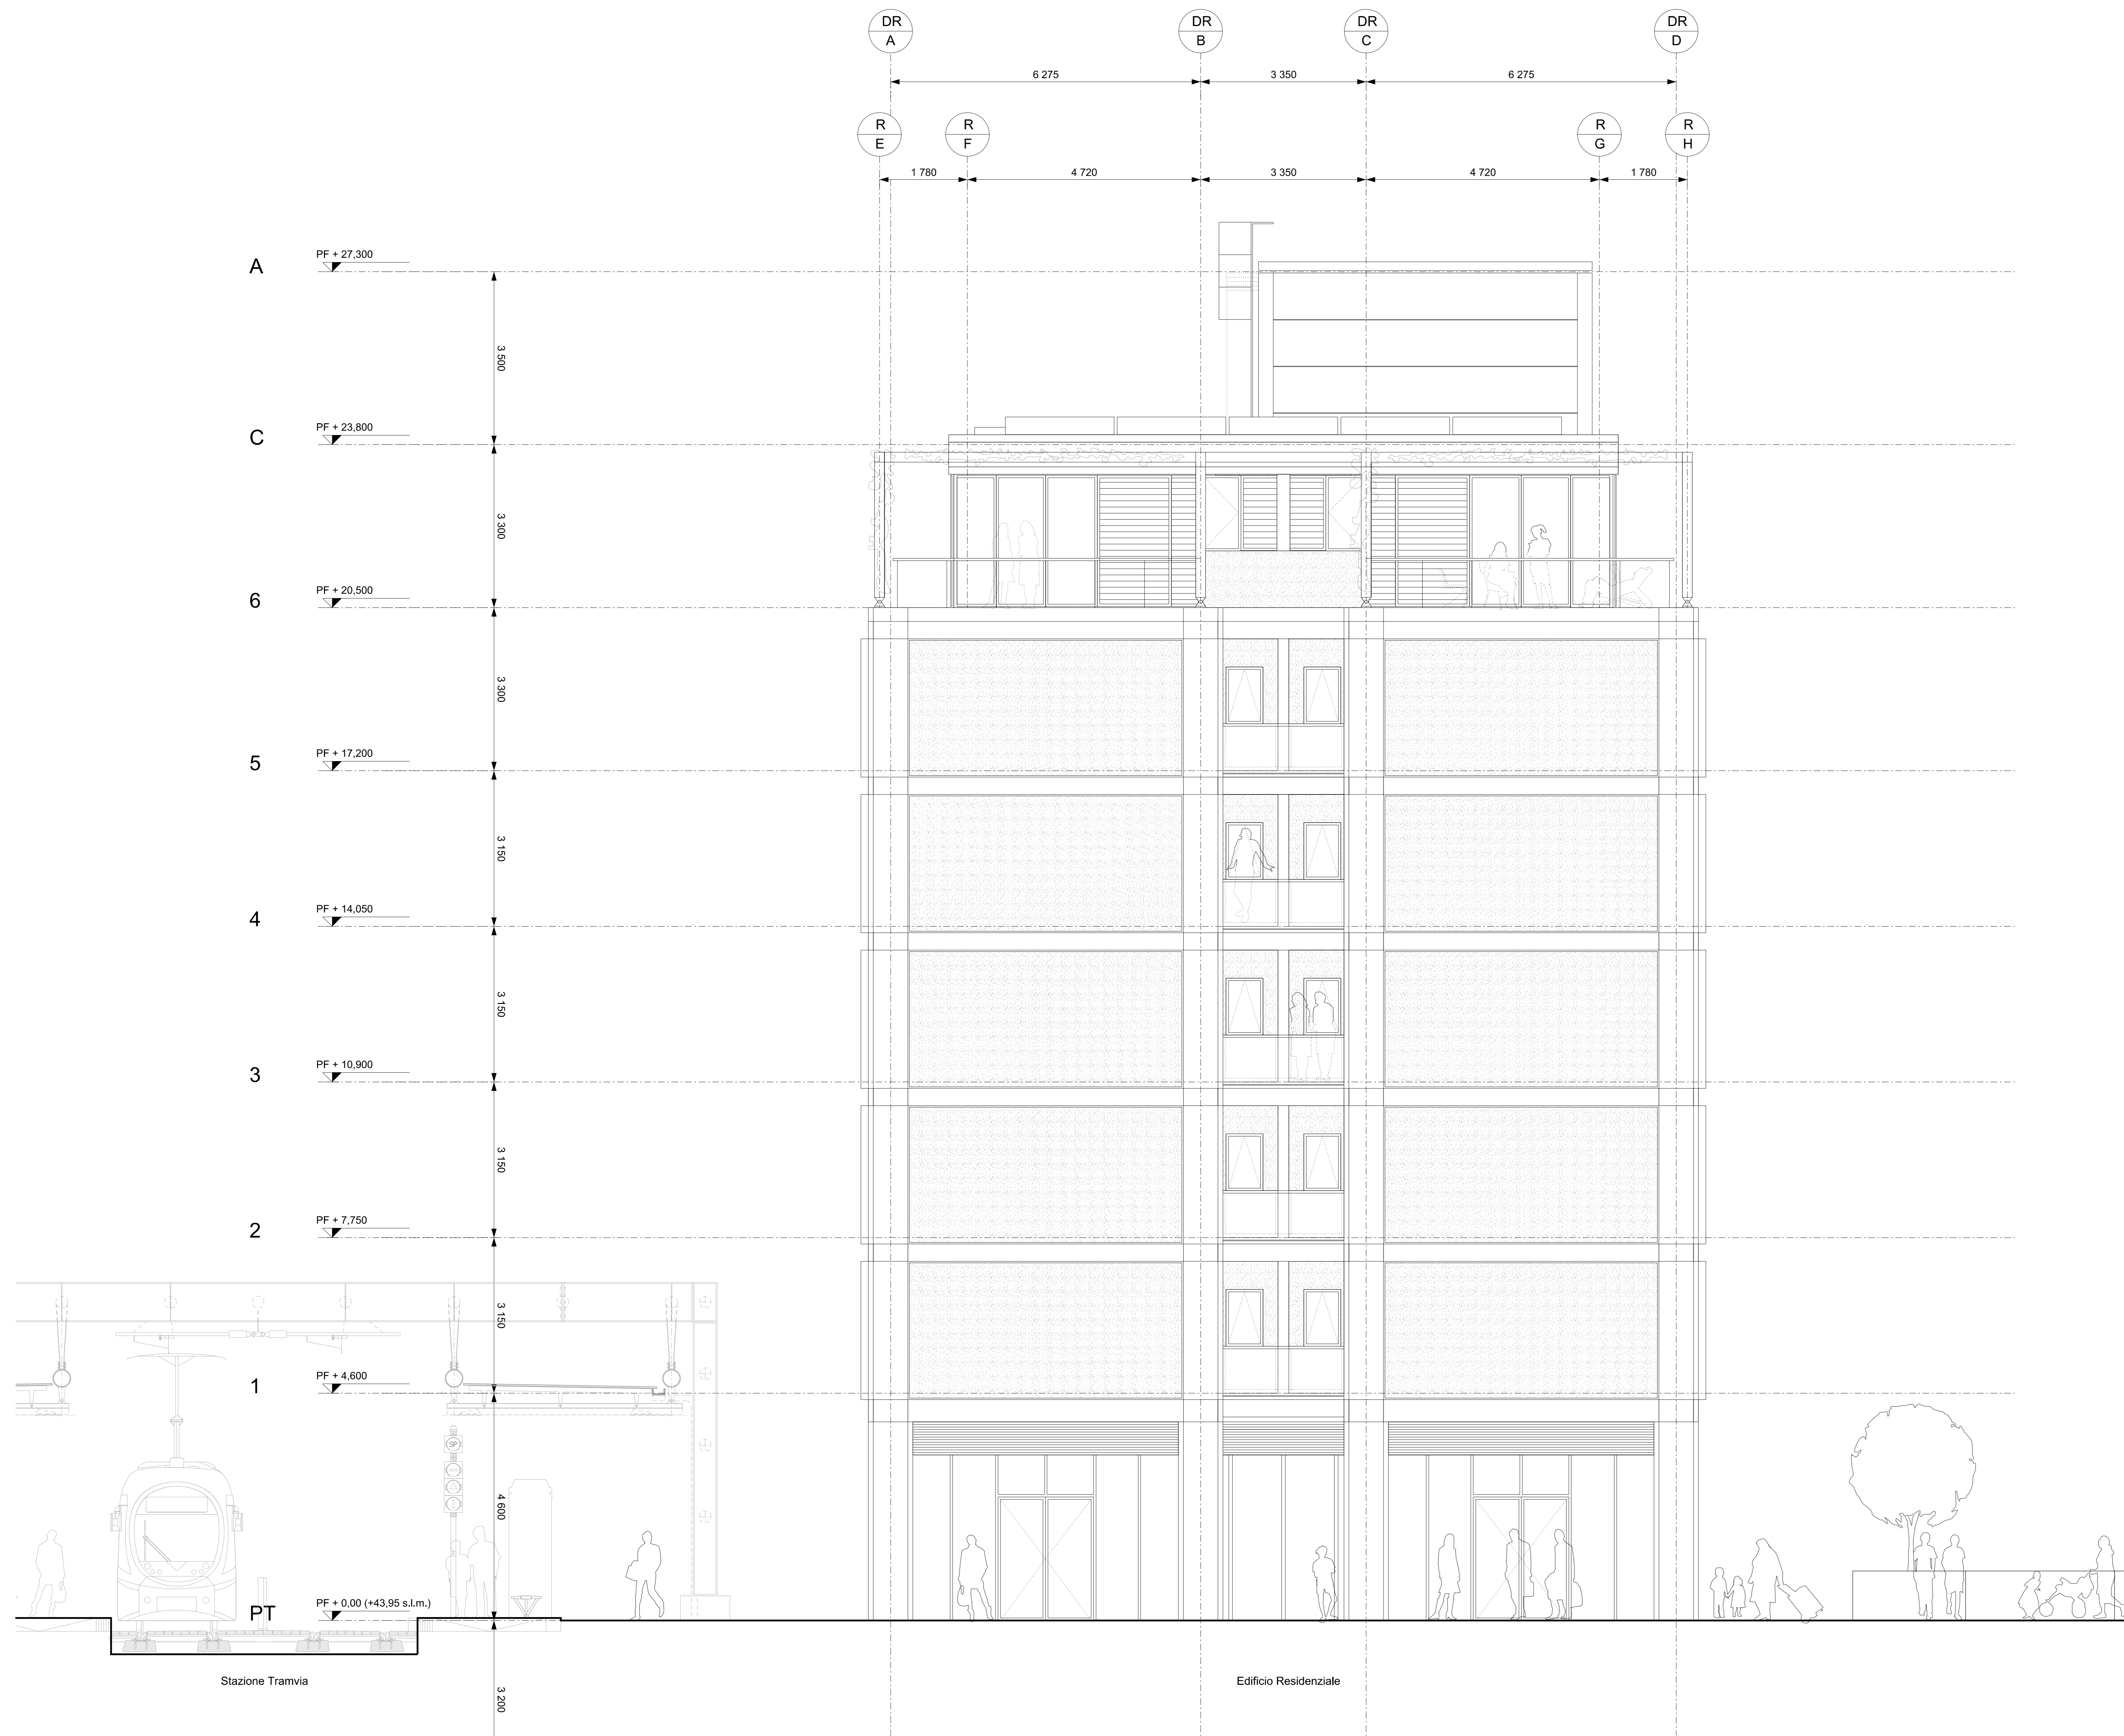 DR DR DR DR
A B C D
6 275 3 350 6 275
R R R R
E F G H
1 780 4 720 3 350 4 720 1 780
A PF + 27,300
3 500
C PF + 23,800
3 300
6 PF + 20,500
3 300
5 PF + 17,200
3 150
4 PF + 14,050
3 150
3 PF + 10,900
3 150
2 PF + 7,750
3 150
1 PF + 4,600
SP
4 600
PT PF + 0,00 (+43,95 s.l.m.)
Stazione Tramvia Edificio Residenziale
3 200